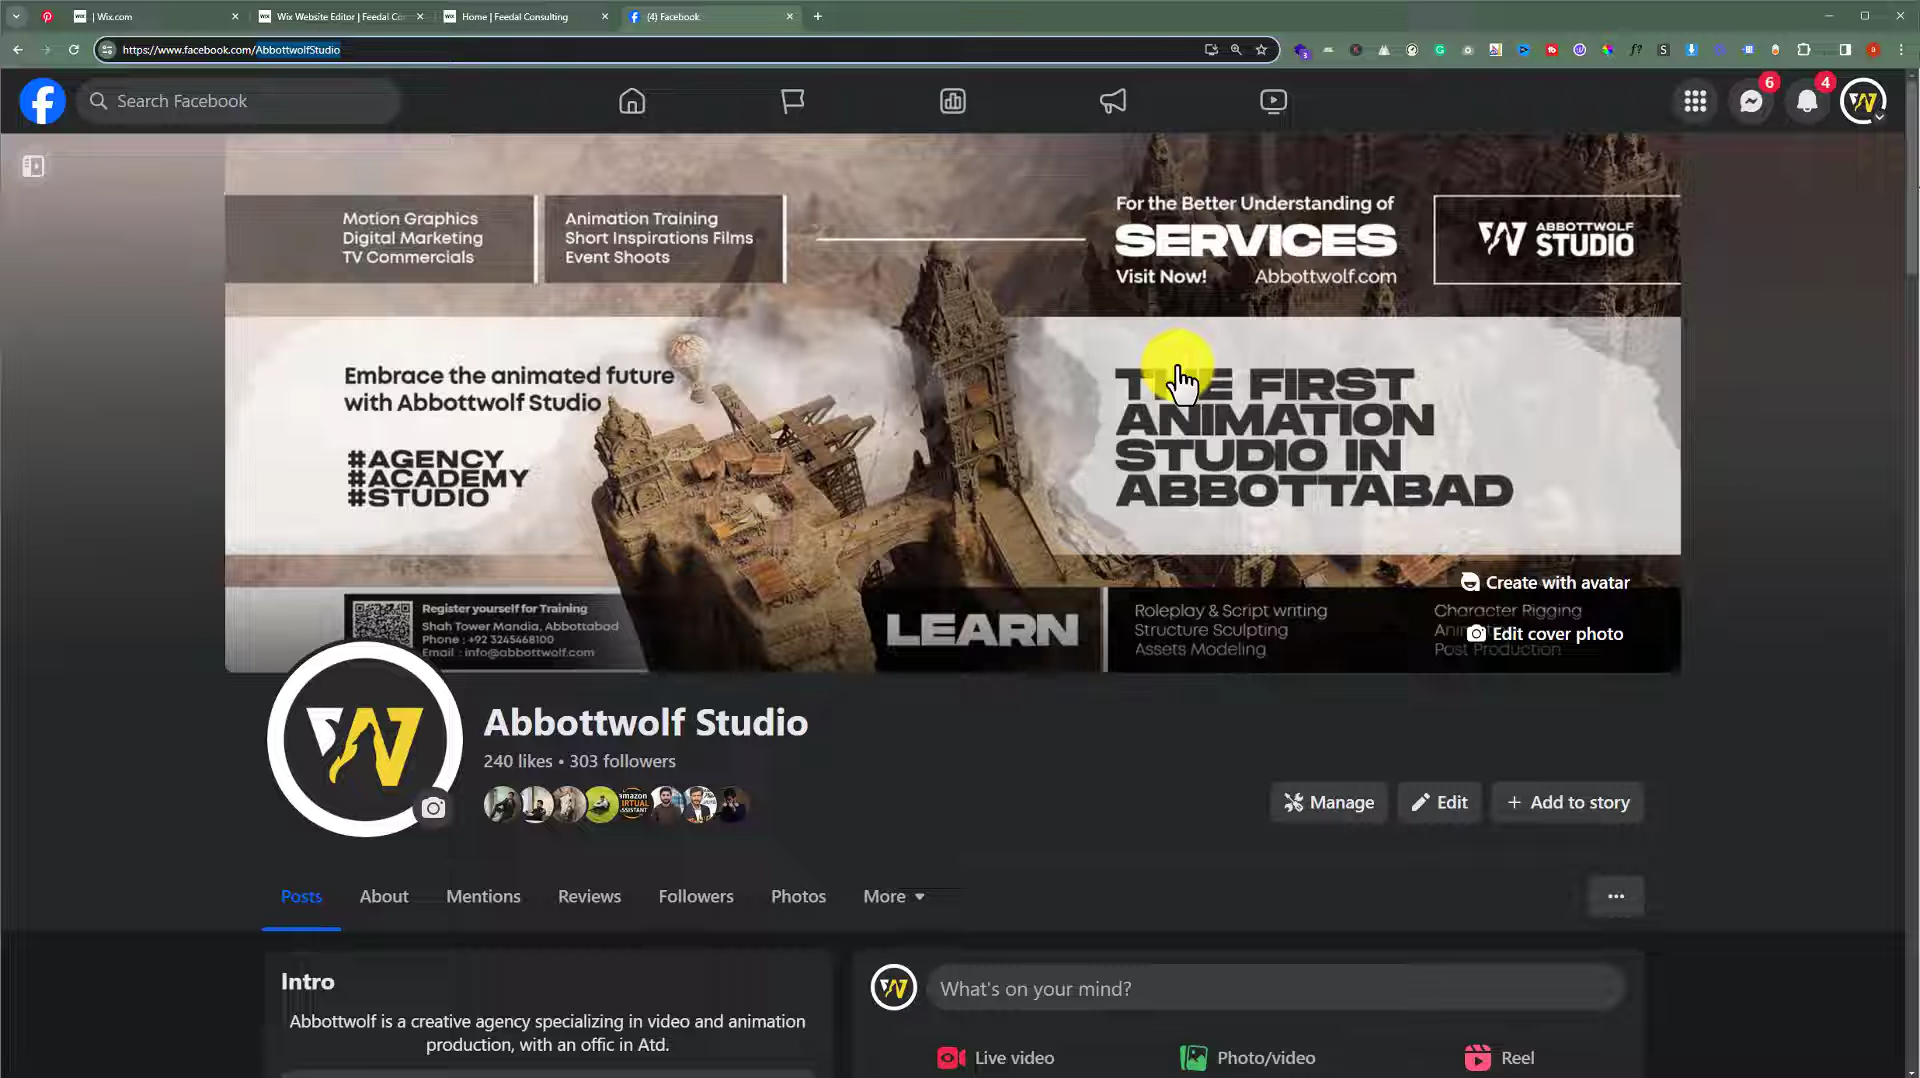 | Wix.com
Wix Website Editor | Feedal Co
Home | Feedal Consulting
(4) Facebook
https://www.facebook.com/AbbottwolfStudio
Search Facebook
6
4
Motion Graphics
Digital Marketing
TV Commercials
Animation Training
Short Inspirations Films
Event Shoots
For the Better Understanding of
SERVICES
Visit Now! Abbottwolf.com
ABBOTTWOLF
STUDIO
Embrace the animated future
with Abbottwolf Studio
#AGENCY
#ACADEMY
#STUDIO
THE FIRST
ANIMATION
STUDIO IN
ABBOTTABAD
Create with avatar
Edit cover photo
Register yourself for Training
Shah Tower Mandia, Abbottabad
Phone : +92 3245468100
Email : info@abbottwolf.com
LEARN
Roleplay & Script writing
Structure Sculpting
Assets Modeling
Character Rigging
Post Production
Abbottwolf Studio
240 likes • 303 followers
Manage
Edit
+ Add to story
Posts
About
Mentions
Reviews
Followers
Photos
More
Intro
Abbottwolf is a creative agency specializing in video and animation
production, with an offic in Atd.
What's on your mind?
Live video
Photo/video
Reel